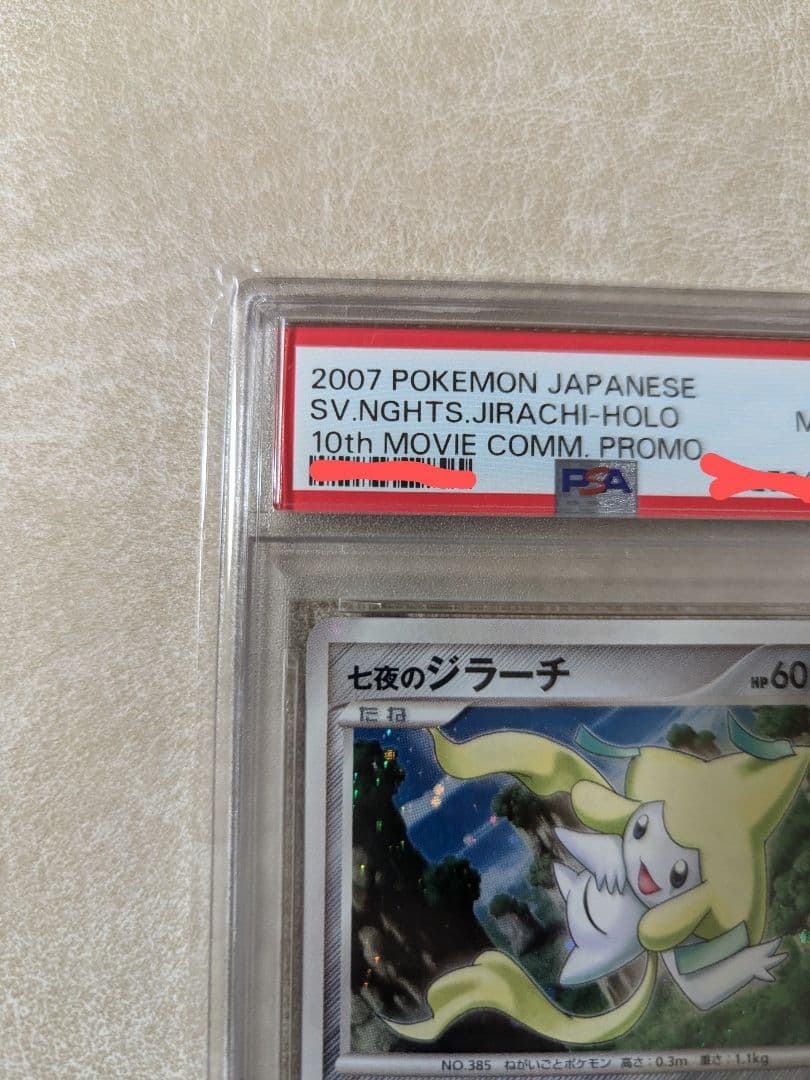 2007 POKEMON JAPANESE
SV.NGHTS.JIRACHI-HOLO
10th MOVIE COMM. PROMO
PSA
七夜のジラーチ
HP 60
たね
NO.385 ねがいごとポケモン 高さ:0.3m 重さ:1.1kg